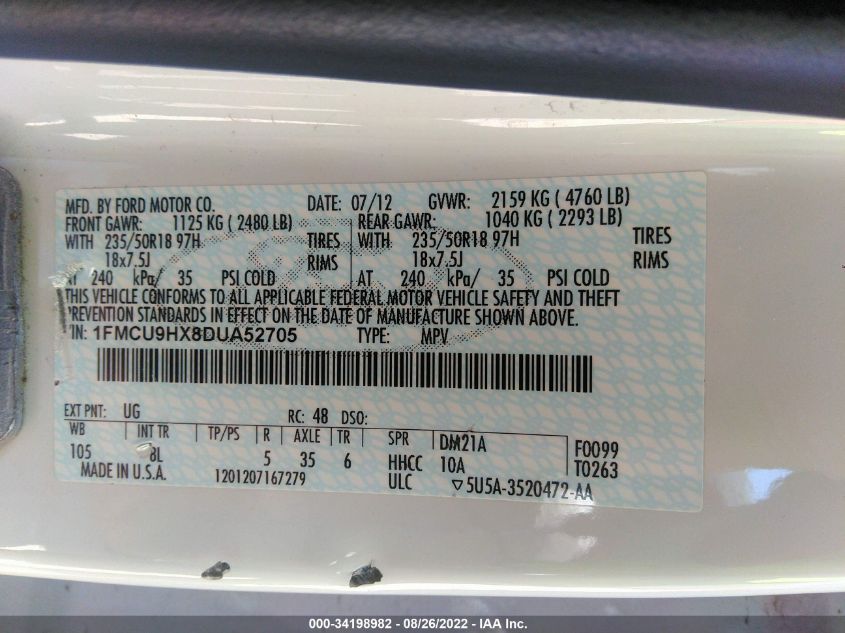 MFD. BY FORD MOTOR CO. DATE: 07/12 GVWR: 2159 KG ( 4760 LB)
FRONT GAWR: 1125 KG ( 2480 LB) REAR GAWR: 1040 KG ( 2293 LB)
WITH 235/50R18 97H TIRES WITH 235/50R18 97H TIRES
18x7.5J RIMS 18x7.5J RIMS
AT 240 kPa/ 35 PSI COLD AT 240 kPa/ 35 PSI COLD
THIS VEHICLE CONFORMS TO ALL APPLICABLE FEDERAL MOTOR VEHICLE SAFETY AND THEFT
PREVENTION STANDARDS IN EFFECT ON THE DATE OF MANUFACTURE SHOWN ABOVE.
IN: 1FMCU9HX8DUA52705 TYPE: MPV
EXT PNT: UG RC: 48 DSO:
WB INT TR TP/PS R AXLE TR SPR DM21A F0099
105 8L 5 35 6 HHCC 10A T0263
MADE IN U.S.A. 1201207167279 ULC ▽5U5A-3520472-AA
000-34198982 - 08/26/2022 - IAA Inc.